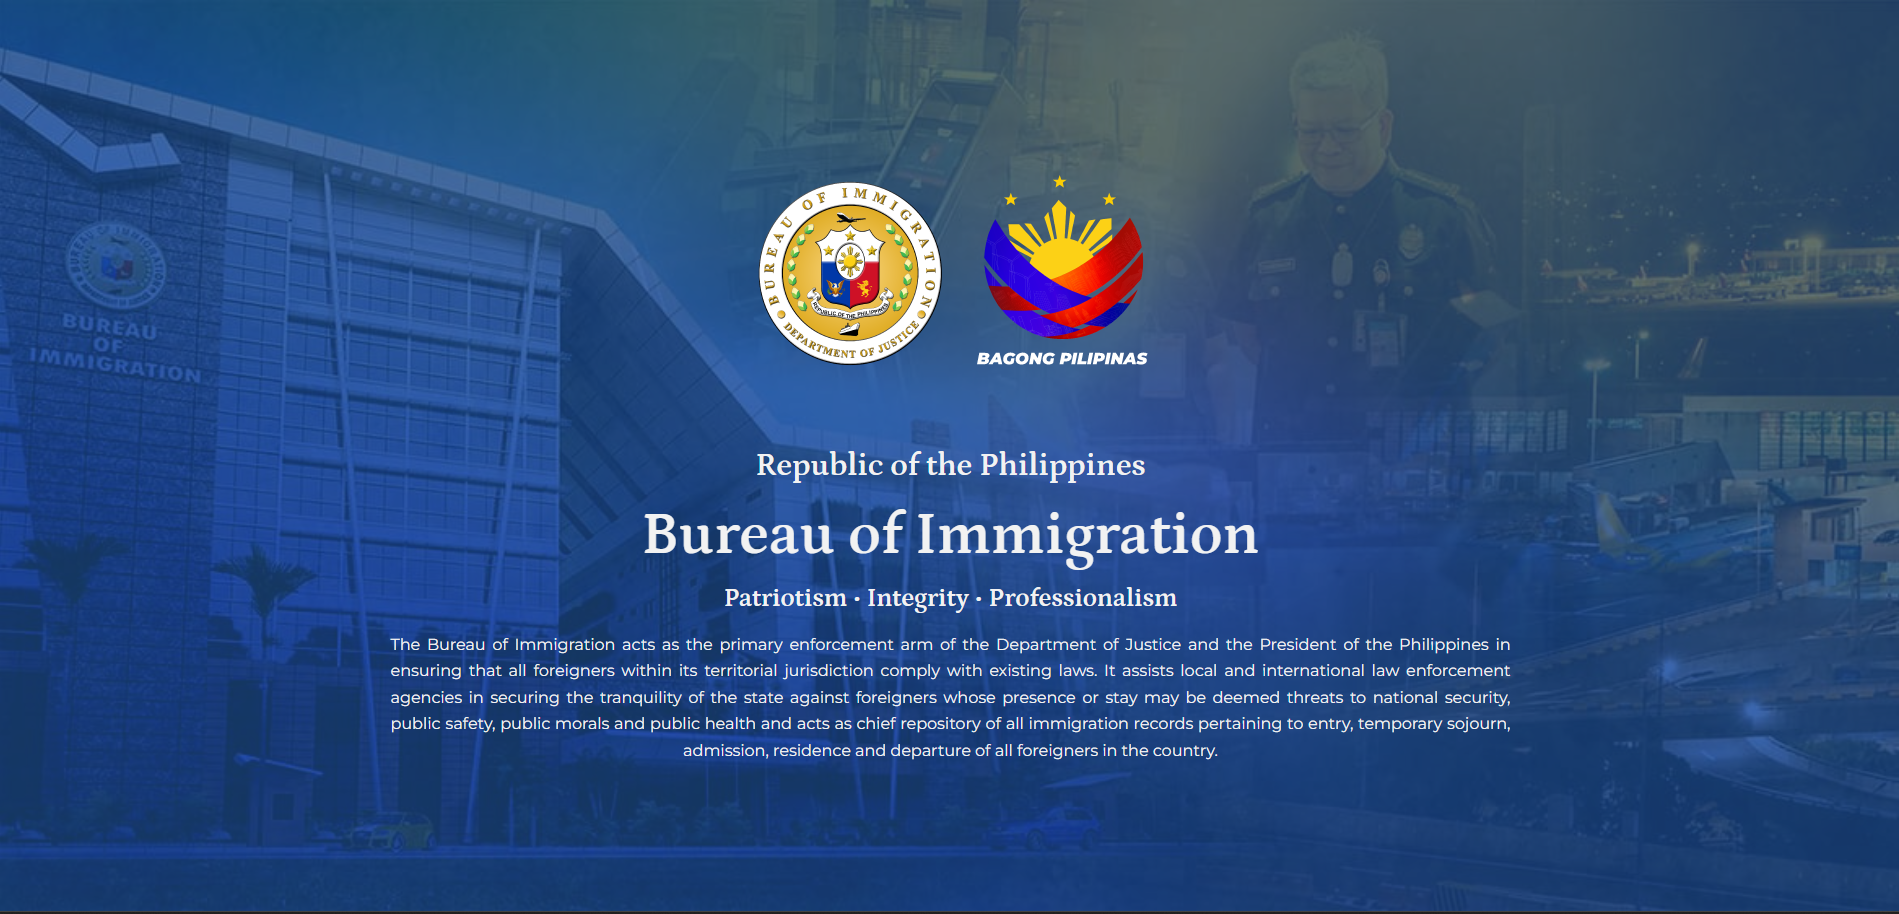 BUREAU OF IMMIGRATION
REPUBLIC OF THE PHILIPPINES
DEPARTMENT OF JUSTICE
BAGONG PILIPINAS
BUREAU
OF
IMMIGRATION
Republic of the Philippines
Bureau of Immigration
Patriotism · Integrity · Professionalism
The Bureau of Immigration acts as the primary enforcement arm of the Department of Justice and the President of the Philippines in
ensuring that all foreigners within its territorial jurisdiction comply with existing laws. It assists local and international law enforcement
agencies in securing the tranquility of the state against foreigners whose presence or stay may be deemed threats to national security,
public safety, public morals and public health and acts as chief repository of all immigration records pertaining to entry, temporary sojourn,
admission, residence and departure of all foreigners in the country.